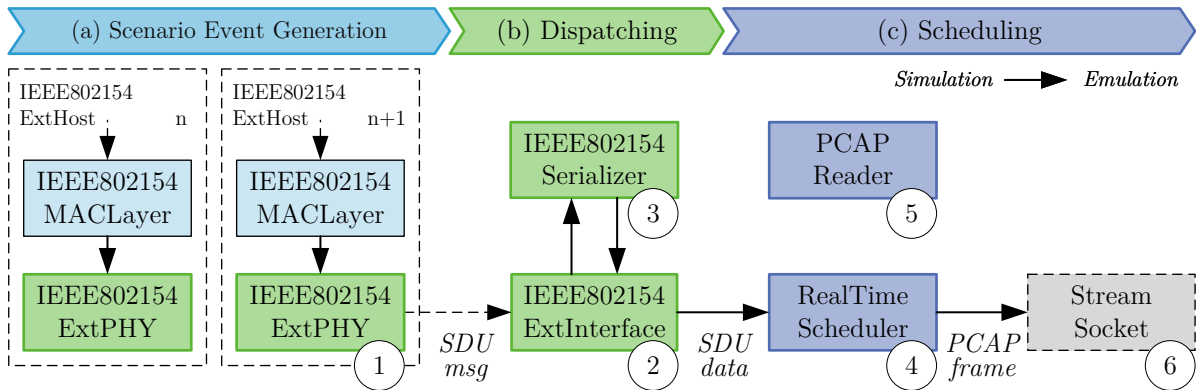 (a) Scenario Event Generation
(b) Dispatching
(c) Scheduling
Simulation
Emulation
IEEE802154
ExtHost
n
IEEE802154
MACLayer
IEEE802154
ExtPHY
IEEE802154
ExtHost
n+1
IEEE802154
MACLayer
IEEE802154
ExtPHY
1
SDU
msg
IEEE802154
Serializer
3
IEEE802154
ExtInterface
2
SDU
data
PCAP
Reader
5
RealTime
Scheduler
4
PCAP
frame
Stream
Socket
6